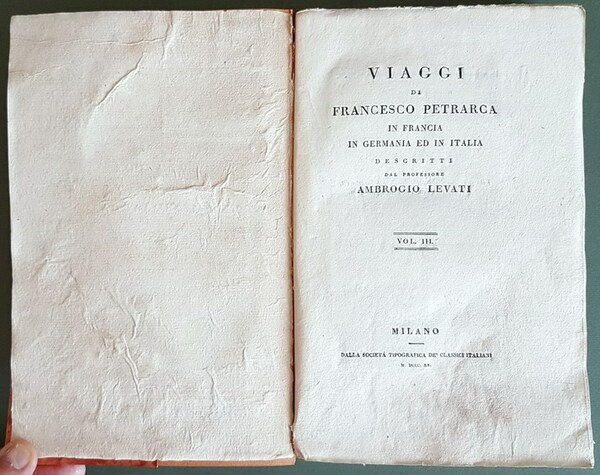 VIAGGI
DI
FRANCESCO PETRARCA
IN FRANCIA
IN GERMANIA ED IN ITALIA
DESCRITTI
DAL PROFESSORE
AMBROGIO LEVATI
VOL. III.
MILANO
DALLA SOCIETÀ TIPOGRAFICA DE' CLASSICI ITALIANI
M. DCCC. XX.